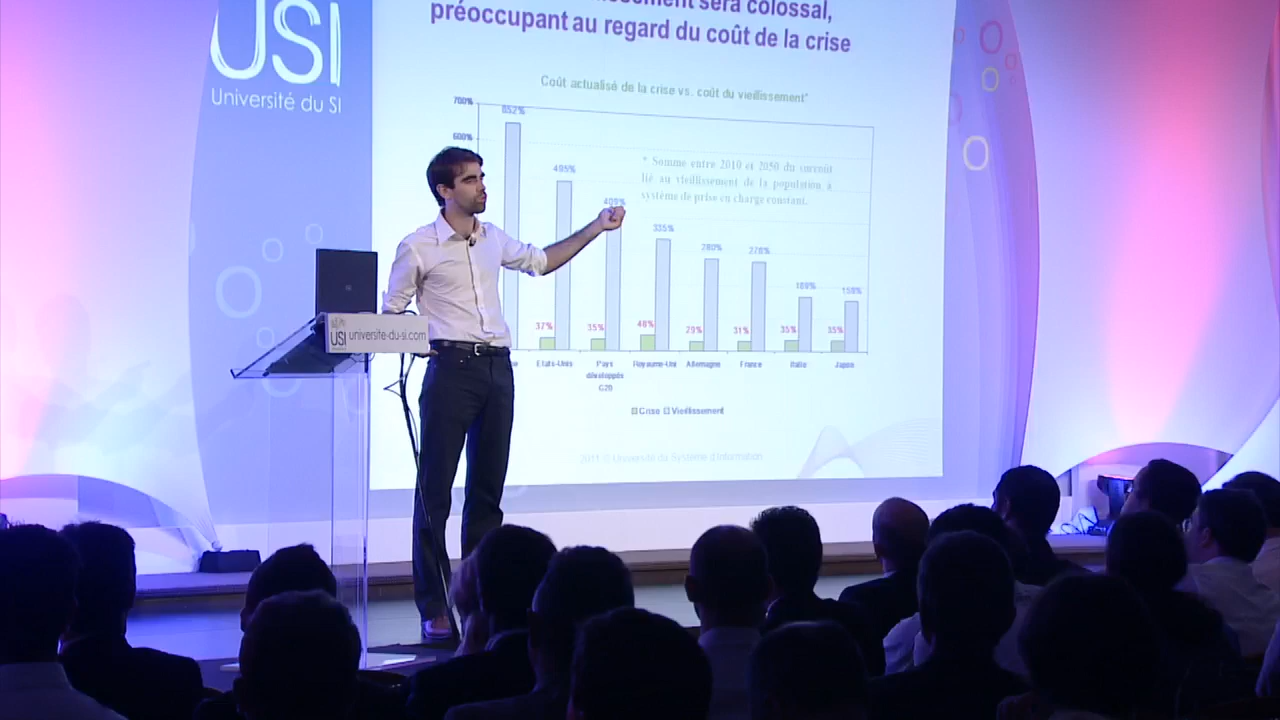 USI
Université du SI
sera colossal,
préoccupant au regard du coût de la crise
Coût actualisé de la crise vs. coût du vieillissement*
700%
600%
652%
495%
409%
335%
280%
276%
169%
159%
* Somme entre 2010 et 2050 du surcoût
lié au vieillissement de la population à
système de prise en charge constant.
37%
35%
46%
29%
31%
35%
35%
Etats-Unis
Pays
développés
G20
Royaume-Uni
Allemagne
France
Italie
Japon
Crise
Vieillissement
2011 © Université du Système d'Information
USI
universite-du-si.com